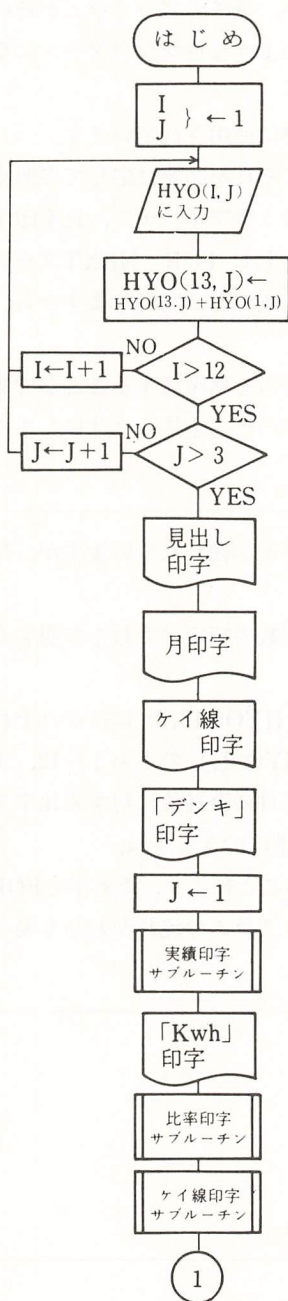 はじめ
I
J } ← 1
HYO(I, J)
に入力
HYO(13, J)←
HYO(13.J)+HYO(1,J)
NO
I←I+1
I>12
YES
NO
J←J+1
J>3
YES
見出し
印字
月印字
ケイ線
印字
「デンキ」
印字
J ← 1
実績印字
サブルーチン
「Kwh」
印字
比率印字
サブルーチン
ケイ線印字
サブルーチン
1